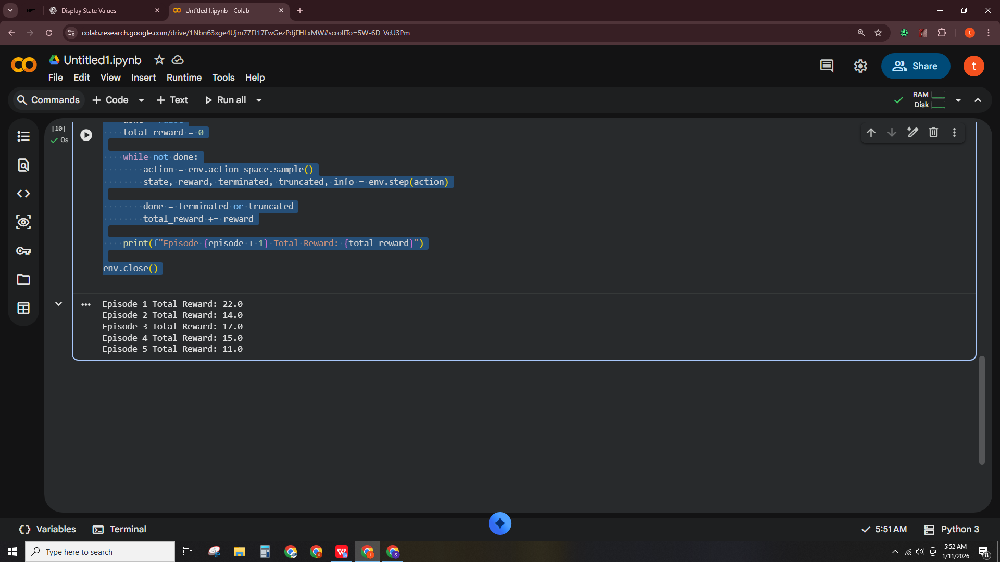 NIST
Display State Values
Untitled1.ipynb - Colab
colab.research.google.com/drive/1Nbn63xge4Ujm77FI17FwGezPdjFHLxMW#scrollTo=5W-6D_VcU3Pm
t
Untitled1.ipynb
Share
t
File Edit View Insert Runtime Tools Help
Commands
Code
Text
Run all
RAM
Disk
[10]
0s
total_reward = 0
while not done:
action = env.action_space.sample()
state, reward, terminated, truncated, info = env.step(action)
done = terminated or truncated
total_reward += reward
print(f"Episode {episode + 1} Total Reward: {total_reward}")
env.close()
Episode 1 Total Reward: 22.0
Episode 2 Total Reward: 14.0
Episode 3 Total Reward: 17.0
Episode 4 Total Reward: 15.0
Episode 5 Total Reward: 11.0
Variables
Terminal
5:51 AM
Python 3
Type here to search
5:52 AM
1/11/2026
8